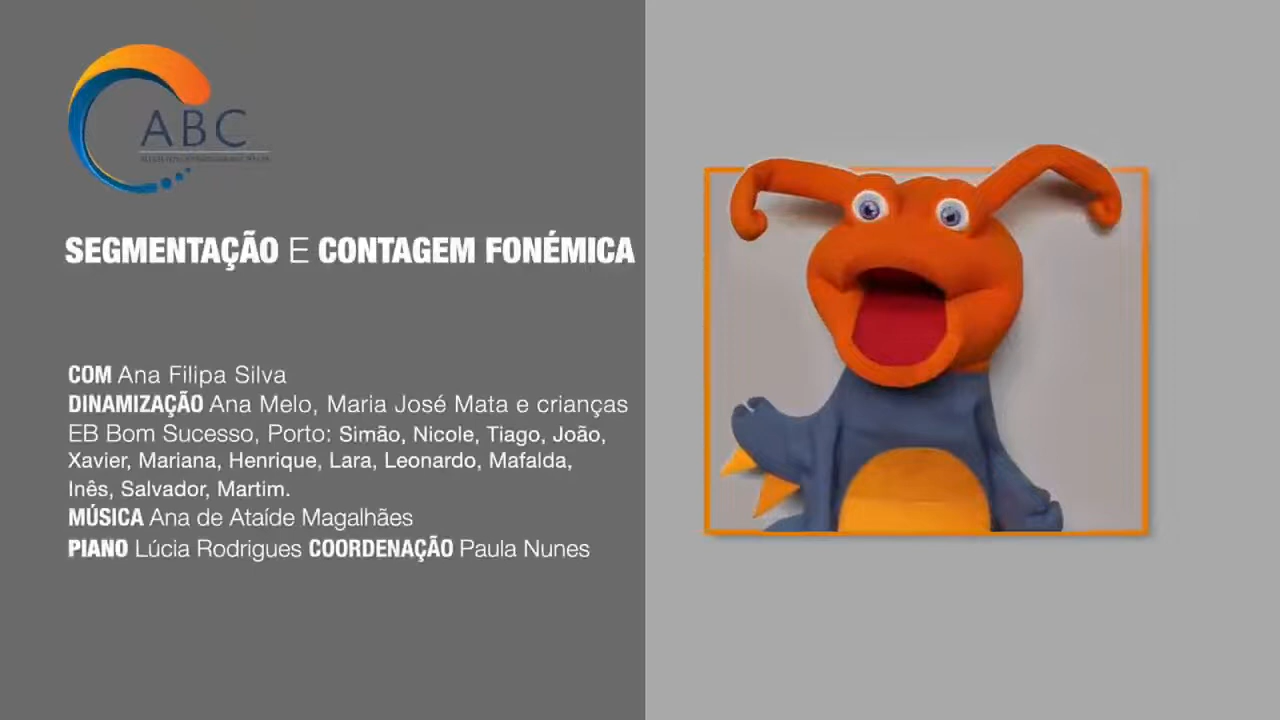 ABC
SEGMENTAÇÃO E CONTAGEM FONÉMICA
COM Ana Filipa Silva
DINAMIZAÇÃO Ana Melo, Maria José Mata e crianças
EB Bom Sucesso, Porto: Simão, Nicole, Tiago, João,
Xavier, Mariana, Henrique, Lara, Leonardo, Mafalda,
Inês, Salvador, Martim.
MÚSICA Ana de Ataíde Magalhães
PIANO Lúcia Rodrigues COORDENAÇÃO Paula Nunes